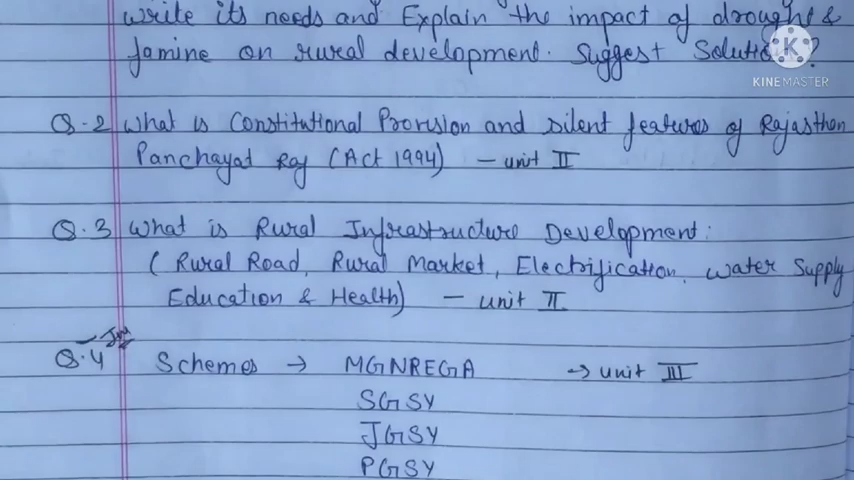 write its needs and Explain the impact of drought &
famine on rural development. Suggest Solution?
K
KINEMASTER
Q.2 What is Constitutional Provision and silent features of Rajasthan
Panchayat Raj (Act 1994) - unit II
Q.3 What is Rural Infrastructure Development:
( Rural Road, Rural Market, Electrification, Water Supply
Education & Health) - unit II
Q.4 Schemes → MGNREGA → unit III
SGSY
JGSY
PGSY